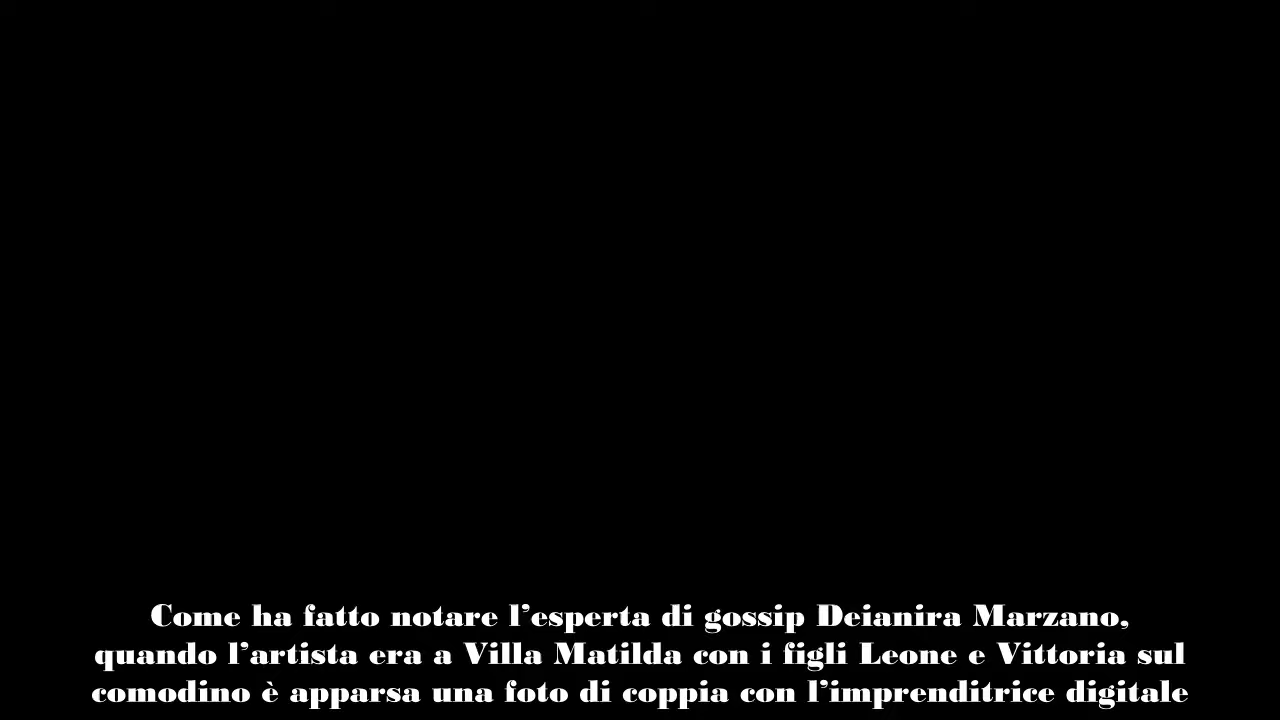 Come ha fatto notare l’esperta di gossip Deianira Marzano,
quando l’artista era a Villa Matilda con i figli Leone e Vittoria sul
comodino è apparsa una foto di coppia con l’imprenditrice digitale